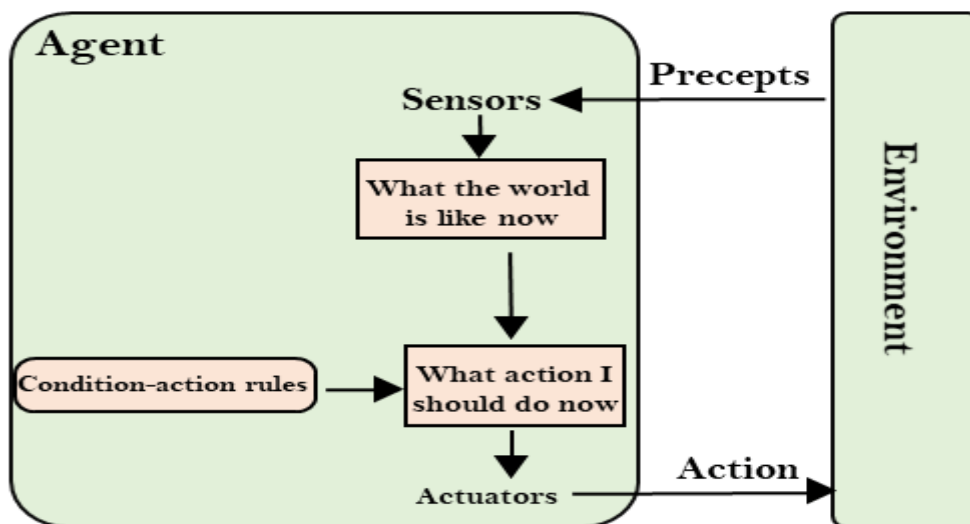 Agent
Precepts
Sensors
What the world
is like now
Environment
Condition-action rules
What action I
should do now
Action
Actuators